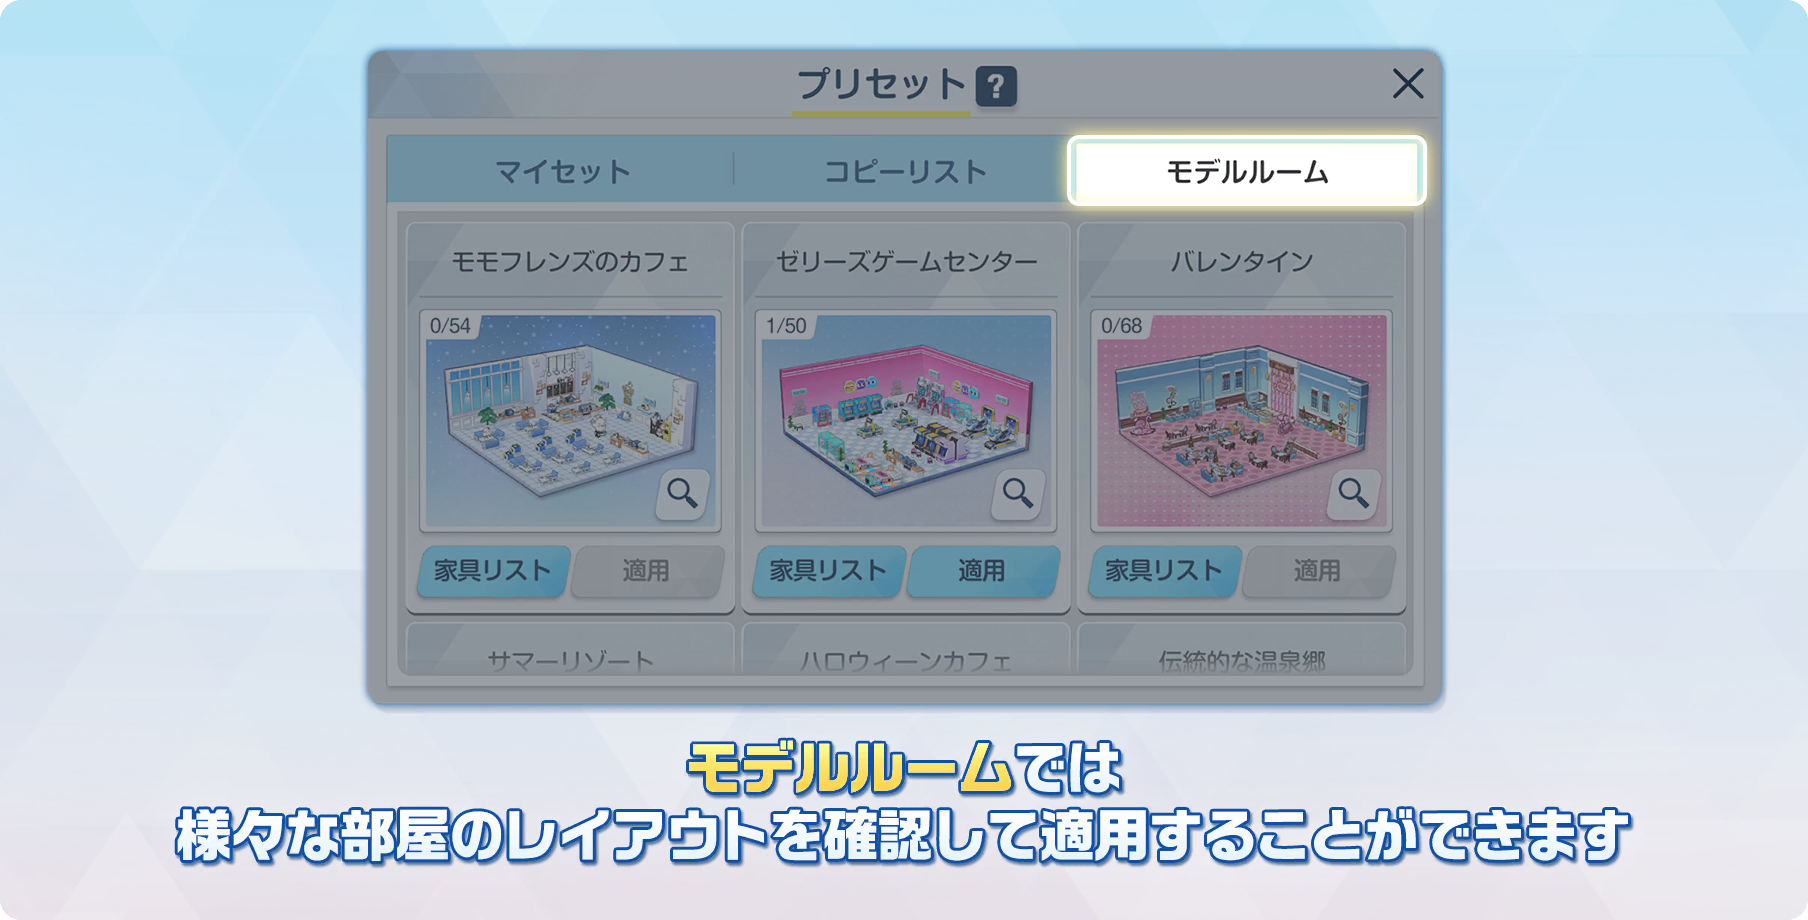 プリセット ?
マイセット
コピーリスト
モデルルーム
モモフレンズのカフェ
ゼリーズゲームセンター
バレンタイン
0/54
1/50
0/68
家具リスト
適用
家具リスト
適用
家具リスト
適用
サマーリゾート
ハロウィーンカフェ
伝統的な温泉郷
モデルルームでは
様々な部屋のレイアウトを確認して適用することができます